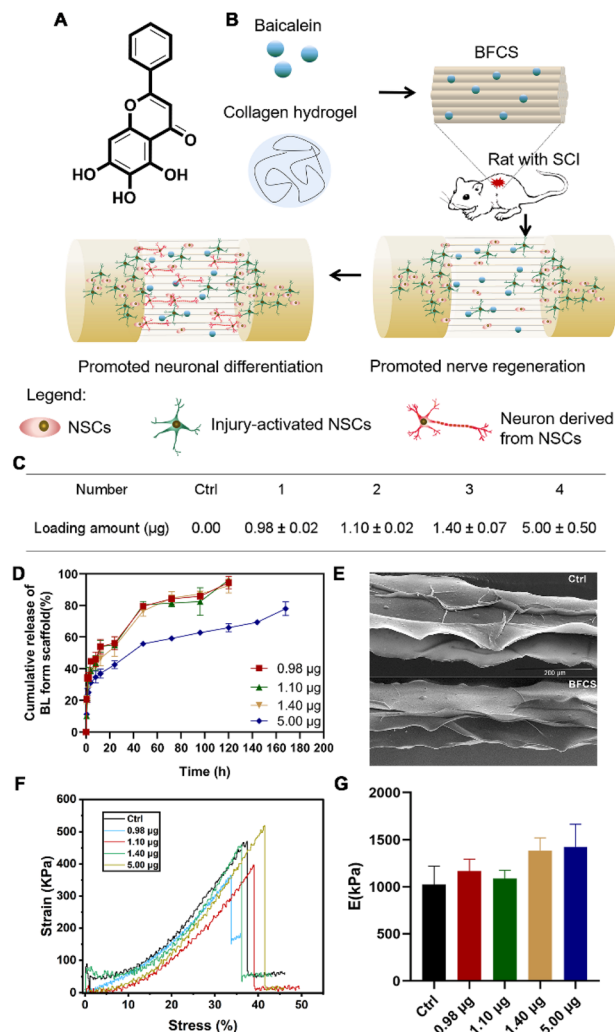 A
B
Baicalein
BFCS
Collagen hydrogel
Rat with SCI
O
O
HO
OH
HO
Promoted neuronal differentiation
Promoted nerve regeneration
Legend:
NSCs
Injury-activated NSCs
Neuron derived
from NSCs
C
Number Ctrl 1 2 3 4
Loading amount (μg) 0.00 0.98 ± 0.02 1.10 ± 0.02 1.40 ± 0.07 5.00 ± 0.50
D
Cumulative release of
BL form scaffold(%)
100
80
60
40
20
0
0 20 40 60 80 100 120 140 160 180 200
Time (h)
0.98 μg
1.10 μg
1.40 μg
5.00 μg
E
Ctrl
200 μm
BFCS
F
Strain (KPa)
600
500
400
300
200
100
0
0 10 20 30 40 50
Stress (%)
Ctrl
0.98 μg
1.10 μg
1.40 μg
5.00 μg
G
E(kPa)
2000
1500
1000
500
0
Ctrl
0.98 μg
1.10 μg
1.40 μg
5.00 μg